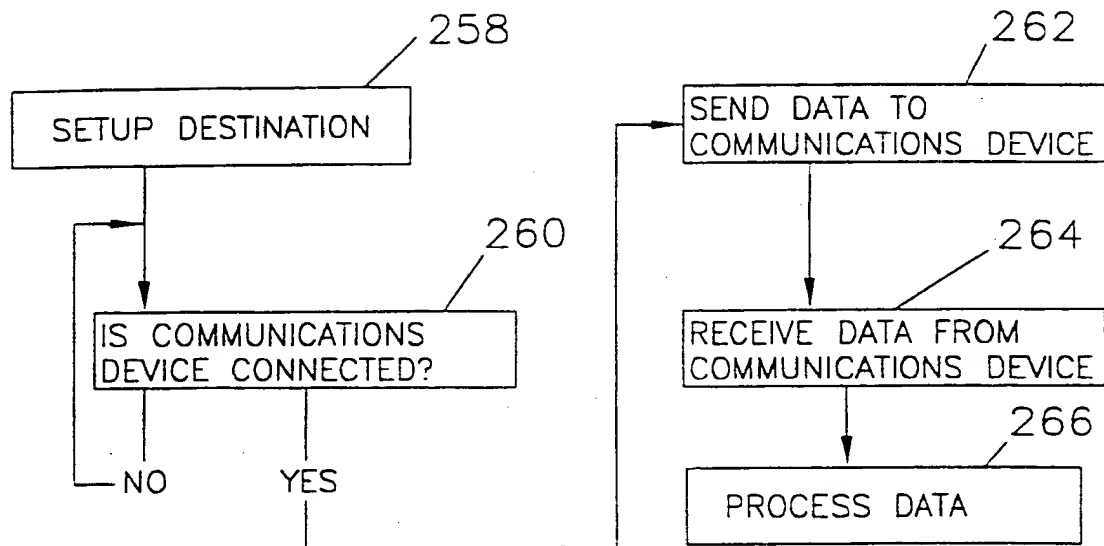 258
SETUP DESTINATION
260
IS COMMUNICATIONS
DEVICE CONNECTED?
NO
YES
262
SEND DATA TO
COMMUNICATIONS DEVICE
264
RECEIVE DATA FROM
COMMUNICATIONS DEVICE
266
PROCESS DATA